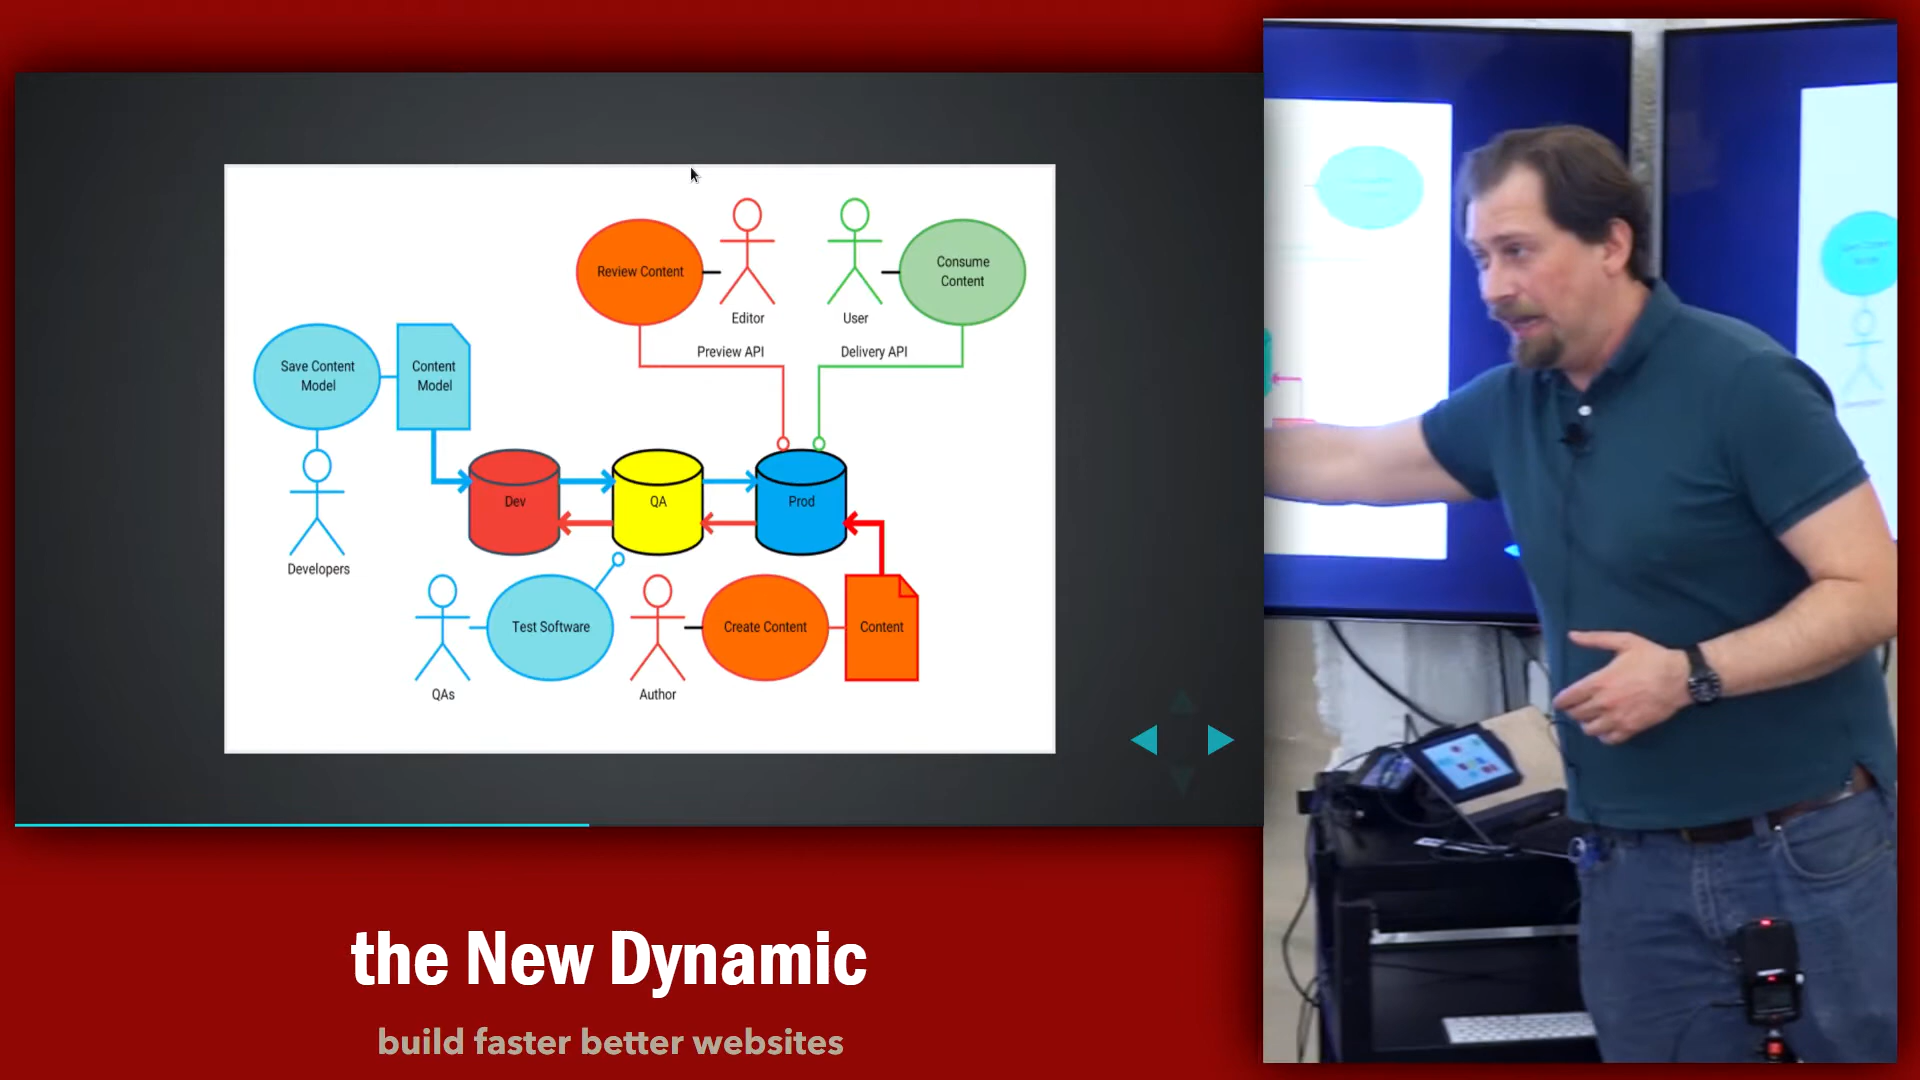 Review Content
Editor
User
Consume
Content
Preview API
Delivery API
Save Content
Model
Content
Model
Developers
Dev
QA
Prod
QAs
Test Software
Author
Create Content
Content
the New Dynamic
build faster better websites